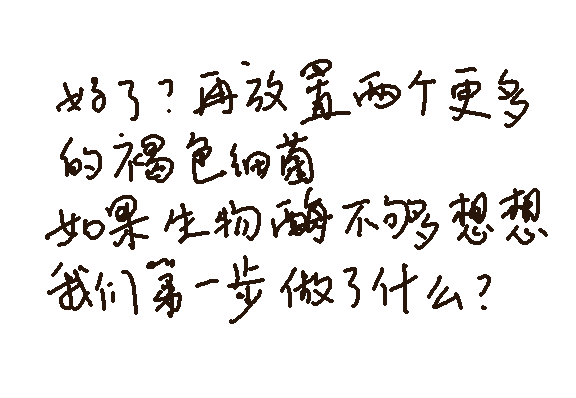 好了?再放置两个更多
的褐色细菌
如果生物酶不够多想想
我们第一步做了什么?